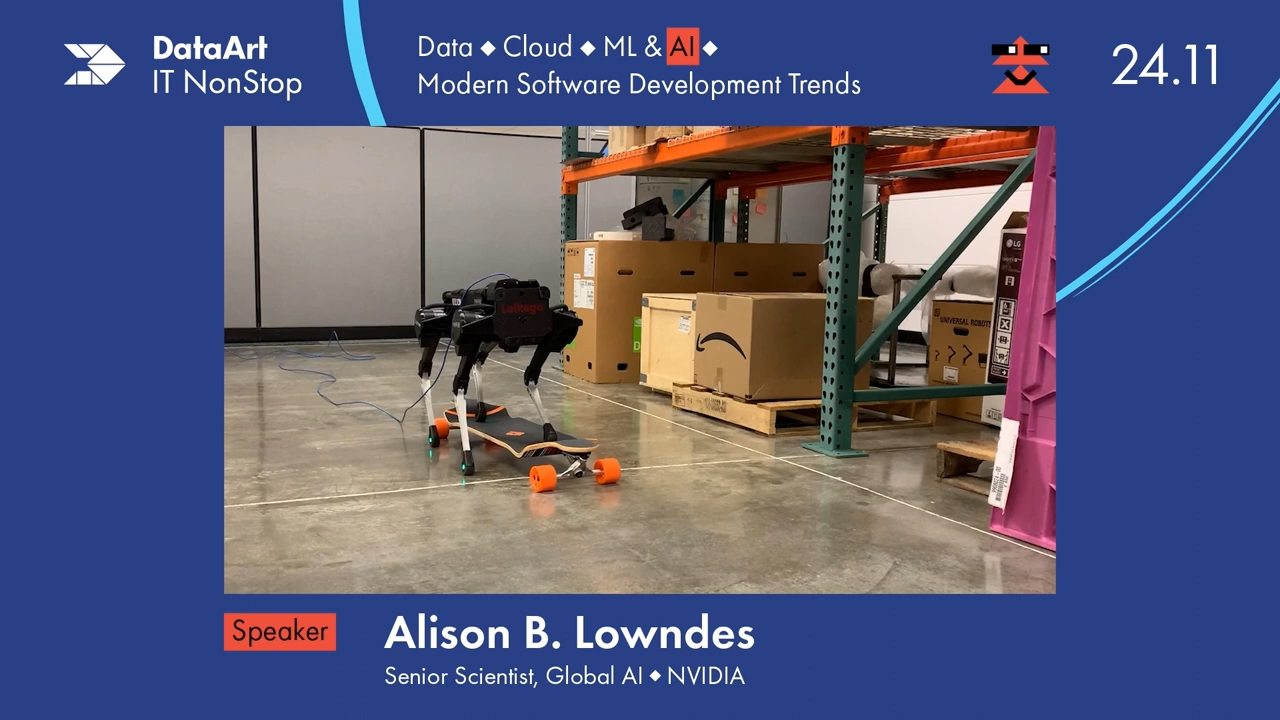 DataArt
IT NonStop
Data ◆ Cloud ◆ ML & AI ◆
Modern Software Development Trends
24.11
Laikago
LG
UNIVERSAL ROBOTS
Speaker
Alison B. Lowndes
Senior Scientist, Global AI ◆ NVIDIA